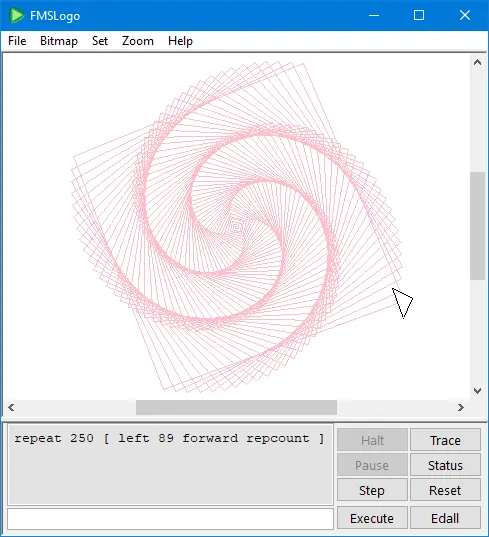 FMSLogo
File Bitmap Set Zoom Help
repeat 250 [ left 89 forward repcount ]
Halt Trace
Pause Status
Step Reset
Execute Edall